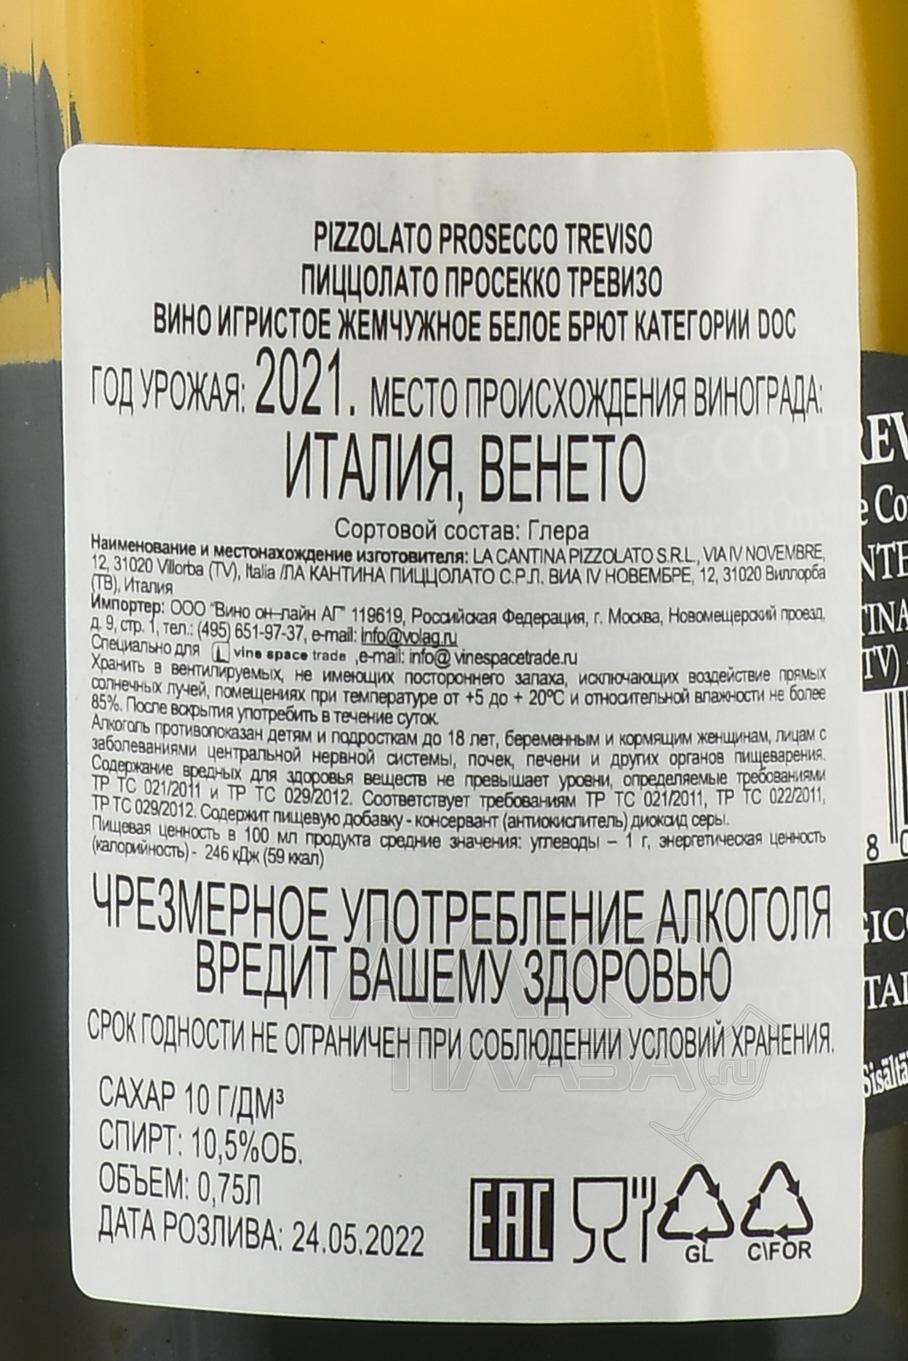 PIZZOLATO PROSECCO TREVISO
ПИЦЦОЛАТО ПРОСЕККО ТРЕВИЗО
ВИНО ИГРИСТОЕ ЖЕМЧУЖНОЕ БЕЛОЕ БРЮТ КАТЕГОРИИ DOC
ГОД УРОЖАЯ: 2021. МЕСТО ПРОИСХОЖДЕНИЯ ВИНОГРАДА:
ИТАЛИЯ, ВЕНЕТО
Сортовой состав: Глера
Наименование и местонахождение изготовителя: LA CANTINA PIZZOLATO S.R.L., VIA IV NOVEMBRE,
12, 31020 Villorba (TV), Italia /ЛА КАНТИНА ПИЦЦОЛАТО С.Р.Л. ВИА IV НОВЕМБРЕ, 12, 31020 Виллорба
(ТВ), Италия
Импортер: ООО "Вино он-лайн АГ" 119619, Российская Федерация, г. Москва, Новомещерский проезд,
д. 9, стр. 1, тел.: (495) 651-97-37, e-mail: info@volag.ru
Специально для vine space trade ,e-mail: info@ vinespacetrade.ru
Хранить в вентилируемых, не имеющих постороннего запаха, исключающих воздействие прямых
солнечных лучей, помещениях при температуре от +5 до + 20°С и относительной влажности не более
85%. После вскрытия употребить в течение суток.
Алкоголь противопоказан детям и подросткам до 18 лет, беременным и кормящим женщинам, лицам с
заболеваниями центральной нервной системы, почек, печени и других органов пищеварения.
Содержание вредных для здоровья веществ не превышает уровни, определяемые требованиями
ТР ТС 021/2011 и ТР ТС 029/2012. Соответствует требованиям ТР ТС 021/2011, ТР ТС 022/2011,
ТР ТС 029/2012. Содержит пищевую добавку - консервант (антиокислитель) диоксид серы.
Пищевая ценность в 100 мл продукта средние значения: углеводы – 1 г, энергетическая ценность
(калорийность) - 246 кДж (59 ккал)
ЧРЕЗМЕРНОЕ УПОТРЕБЛЕНИЕ АЛКОГОЛЯ
ВРЕДИТ ВАШЕМУ ЗДОРОВЬЮ
СРОК ГОДНОСТИ НЕ ОГРАНИЧЕН ПРИ СОБЛЮДЕНИИ УСЛОВИЙ ХРАНЕНИЯ.
САХАР 10 Г/ДМ³
СПИРТ: 10,5%ОБ.
ОБЪЕМ: 0,75Л
ДАТА РОЗЛИВА: 24.05.2022
EAC
GL
C\FOR
АЛКО
ПЛАЗА.ru